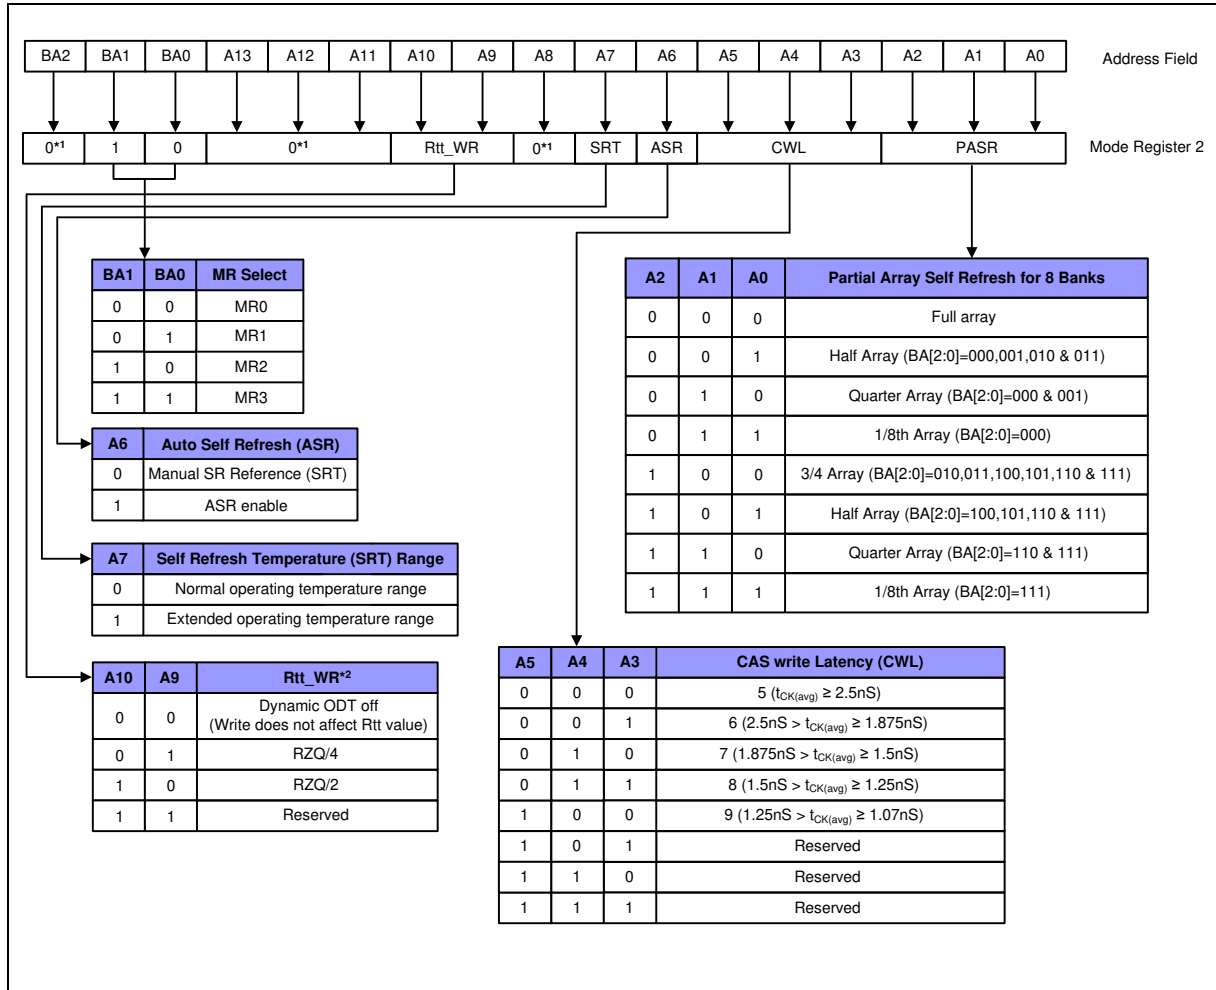 BA2 BA1 BA0 A13 A12 A11 A10 A9 A8 A7 A6 A5 A4 A3 A2 A1 A0 Address Field
0*1 1 0 0*1 Rtt_WR 0*1 SRT ASR CWL PASR Mode Register 2
BA1 BA0 MR Select
0 0 MR0
0 1 MR1
1 0 MR2
1 1 MR3
A6 Auto Self Refresh (ASR)
0 Manual SR Reference (SRT)
1 ASR enable
A7 Self Refresh Temperature (SRT) Range
0 Normal operating temperature range
1 Extended operating temperature range
A10 A9 Rtt_WR*2
0 0 Dynamic ODT off
(Write does not affect Rtt value)
0 1 RZQ/4
1 0 RZQ/2
1 1 Reserved
A2 A1 A0 Partial Array Self Refresh for 8 Banks
0 0 0 Full array
0 0 1 Half Array (BA[2:0]=000,001,010 & 011)
0 1 0 Quarter Array (BA[2:0]=000 & 001)
0 1 1 1/8th Array (BA[2:0]=000)
1 0 0 3/4 Array (BA[2:0]=010,011,100,101,110 & 111)
1 0 1 Half Array (BA[2:0]=100,101,110 & 111)
1 1 0 Quarter Array (BA[2:0]=110 & 111)
1 1 1 1/8th Array (BA[2:0]=111)
A5 A4 A3 CAS write Latency (CWL)
0 0 0 5 (tCK(avg) ≥ 2.5nS)
0 0 1 6 (2.5nS > tCK(avg) ≥ 1.875nS)
0 1 0 7 (1.875nS > tCK(avg) ≥ 1.5nS)
0 1 1 8 (1.5nS > tCK(avg) ≥ 1.25nS)
1 0 0 9 (1.25nS > tCK(avg) ≥ 1.07nS)
1 0 1 Reserved
1 1 0 Reserved
1 1 1 Reserved